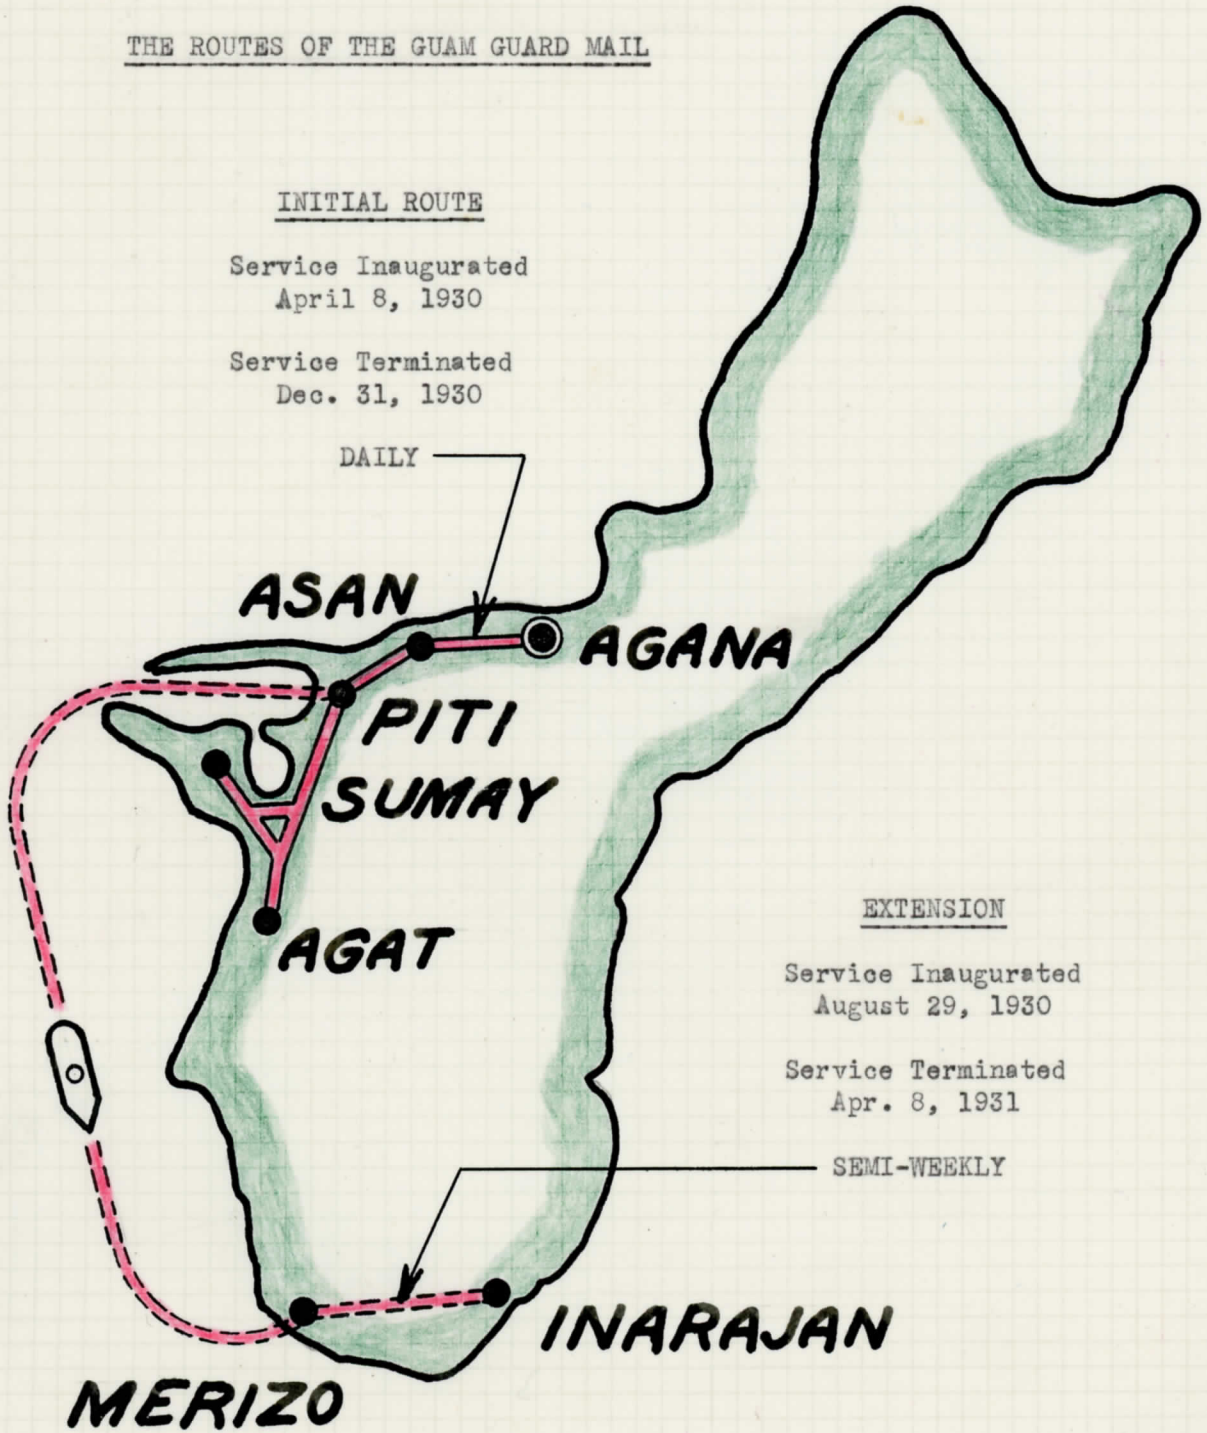 THE ROUTES OF THE GUAM GUARD MAIL
INITIAL ROUTE
Service Inaugurated
April 8, 1930
Service Terminated
Dec. 31, 1930
DAILY
ASAN
AGANA
PITI
SUMAY
AGAT
EXTENSION
Service Inaugurated
August 29, 1930
Service Terminated
Apr. 8, 1931
SEMI-WEEKLY
INARAJAN
MERIZO